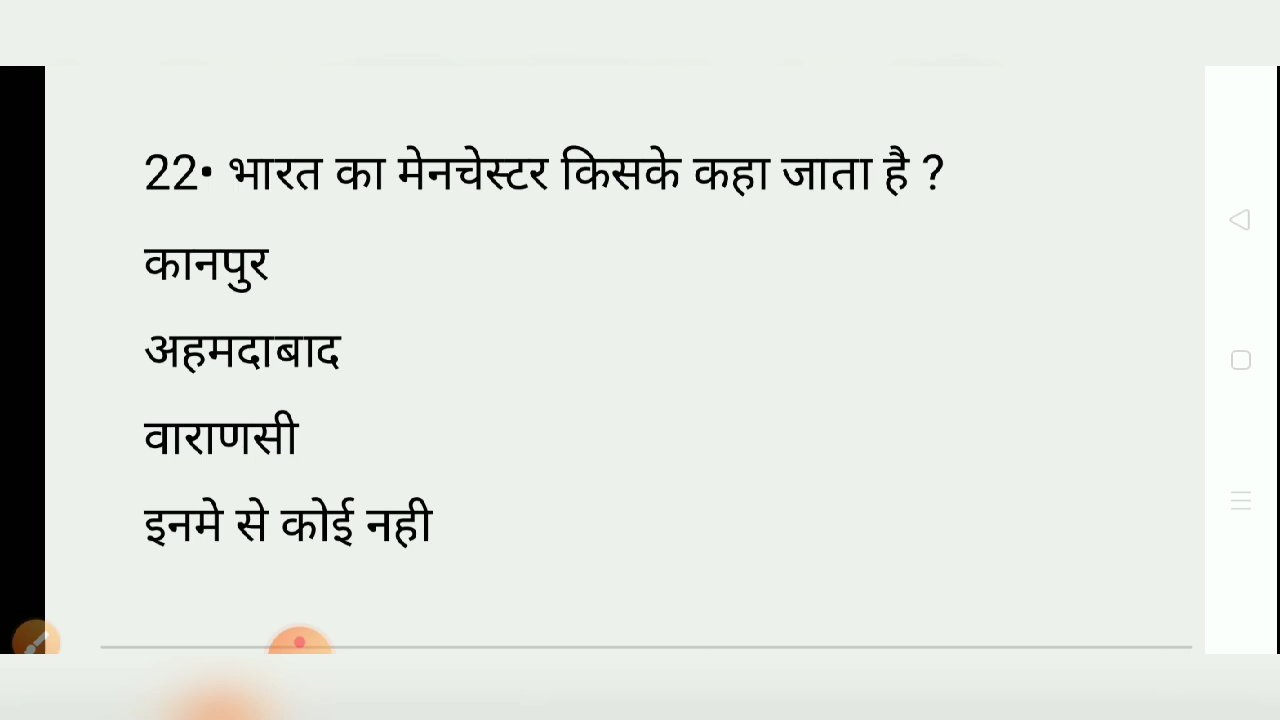 22• भारत का मेनचेस्टर किसके कहा जाता है ?
कानपुर
अहमदाबाद
वाराणसी
इनमे से कोई नही